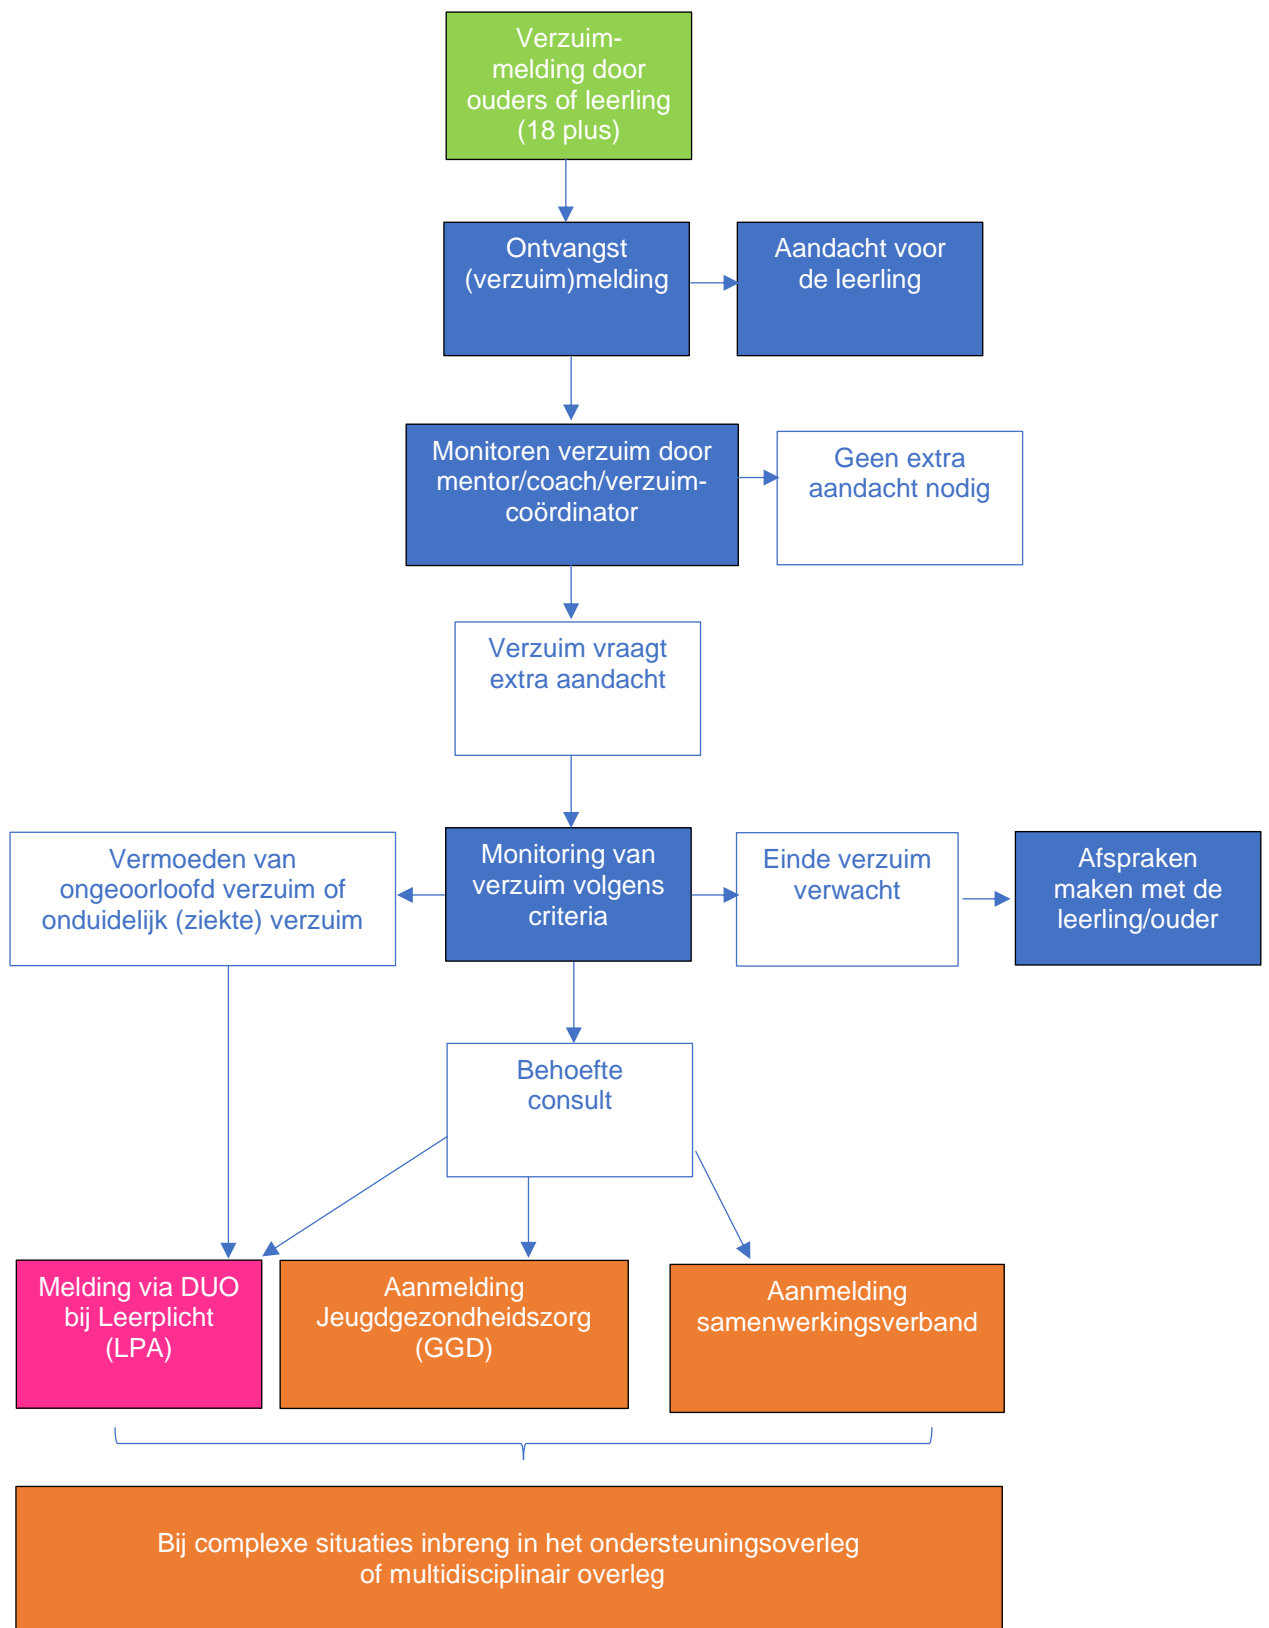 Verzuim-
melding door
ouders of leerling
(18 plus)
Ontvangst
(verzuim)melding
Aandacht voor
de leerling
Monitoren verzuim door
mentor/coach/verzuim-
coördinator
Geen extra
aandacht nodig
Verzuim vraagt
extra aandacht
Vermoeden van
ongeoorloofd verzuim of
onduidelijk (ziekte) verzuim
Monitoring van
verzuim volgens
criteria
Einde verzuim
verwacht
Afspraken
maken met de
leerling/ouder
Behoefte
consult
Melding via DUO
bij Leerplicht
(LPA)
Aanmelding
Jeugdgezondheidszorg
(GGD)
Aanmelding
samenwerkingsverband
Bij complexe situaties inbreng in het ondersteuningsoverleg
of multidisciplinair overleg